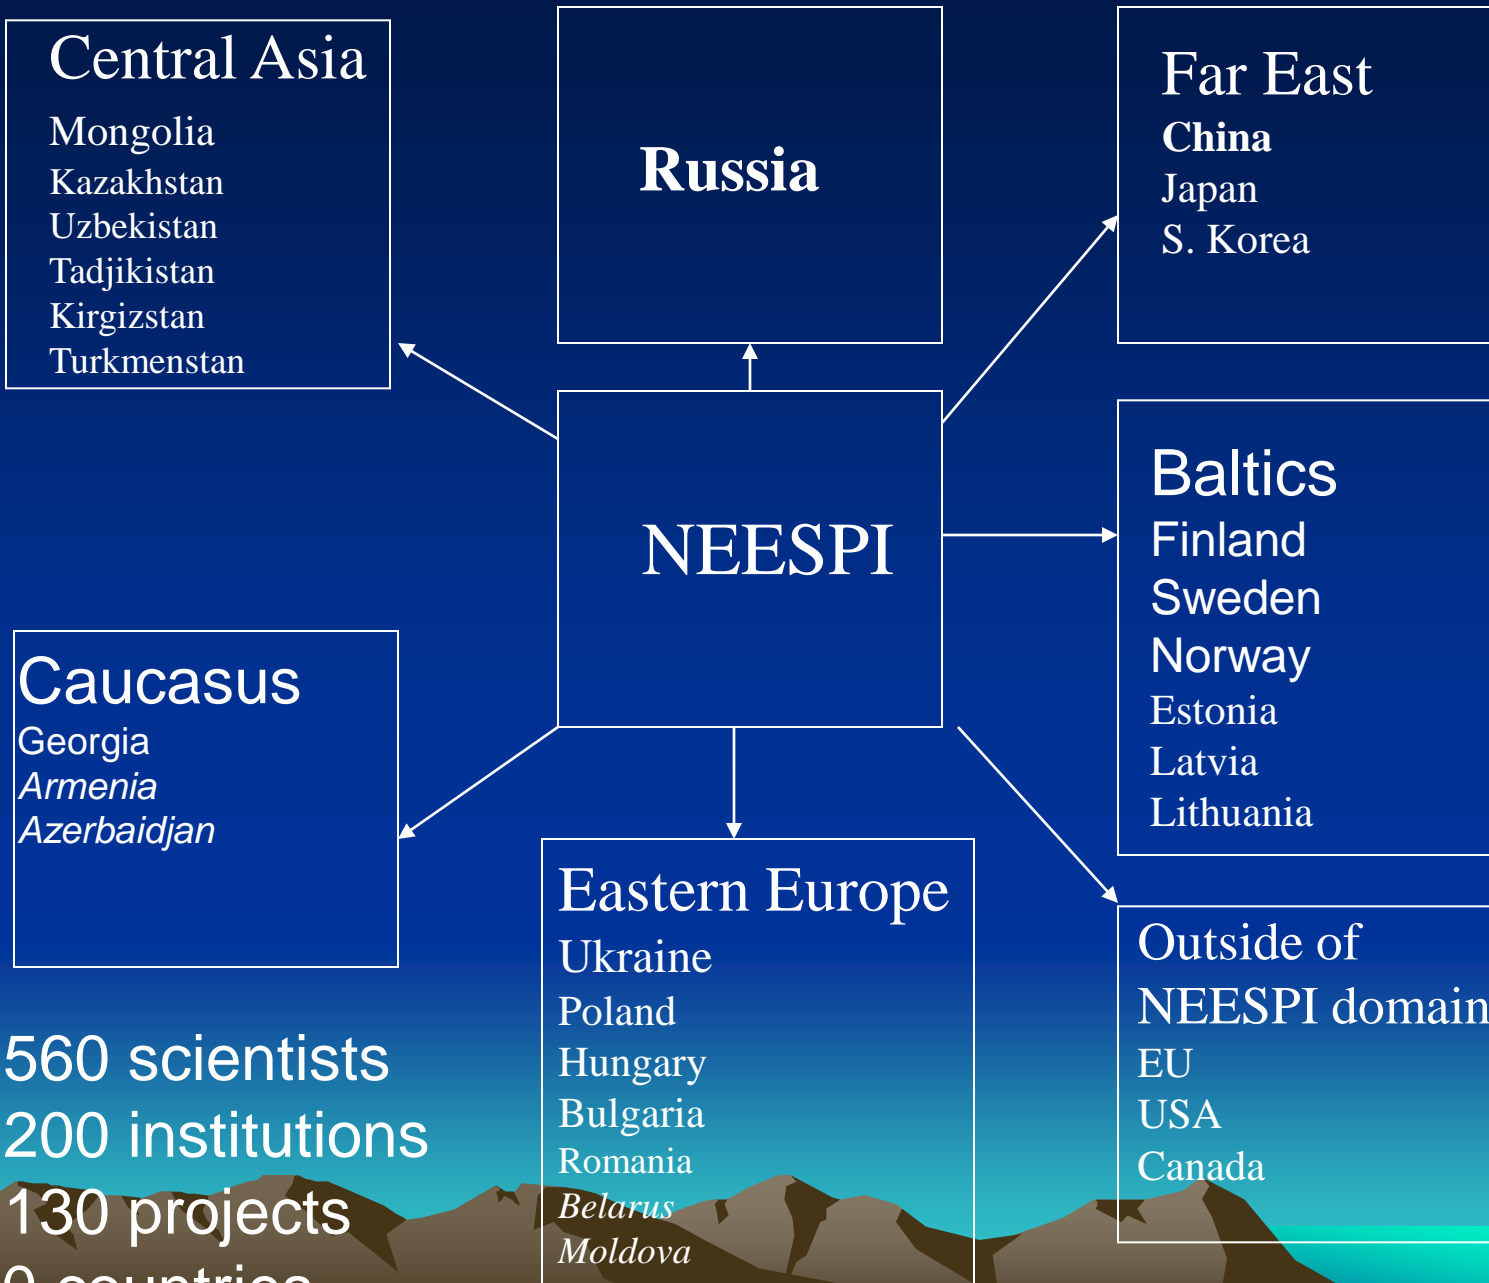 Central Asia
Mongolia
Kazakhstan
Uzbekistan
Tadjikistan
Kirgizstan
Turkmenstan
Russia
Far East
China
Japan
S. Korea
NEESPI
Baltics
Finland
Sweden
Norway
Estonia
Latvia
Lithuania
Caucasus
Georgia
Armenia
Azerbaidjan
Eastern Europe
Ukraine
Poland
Hungary
Bulgaria
Romania
Belarus
Moldova
Outside of
NEESPI domain
EU
USA
Canada
560 scientists
200 institutions
130 projects
0 countries